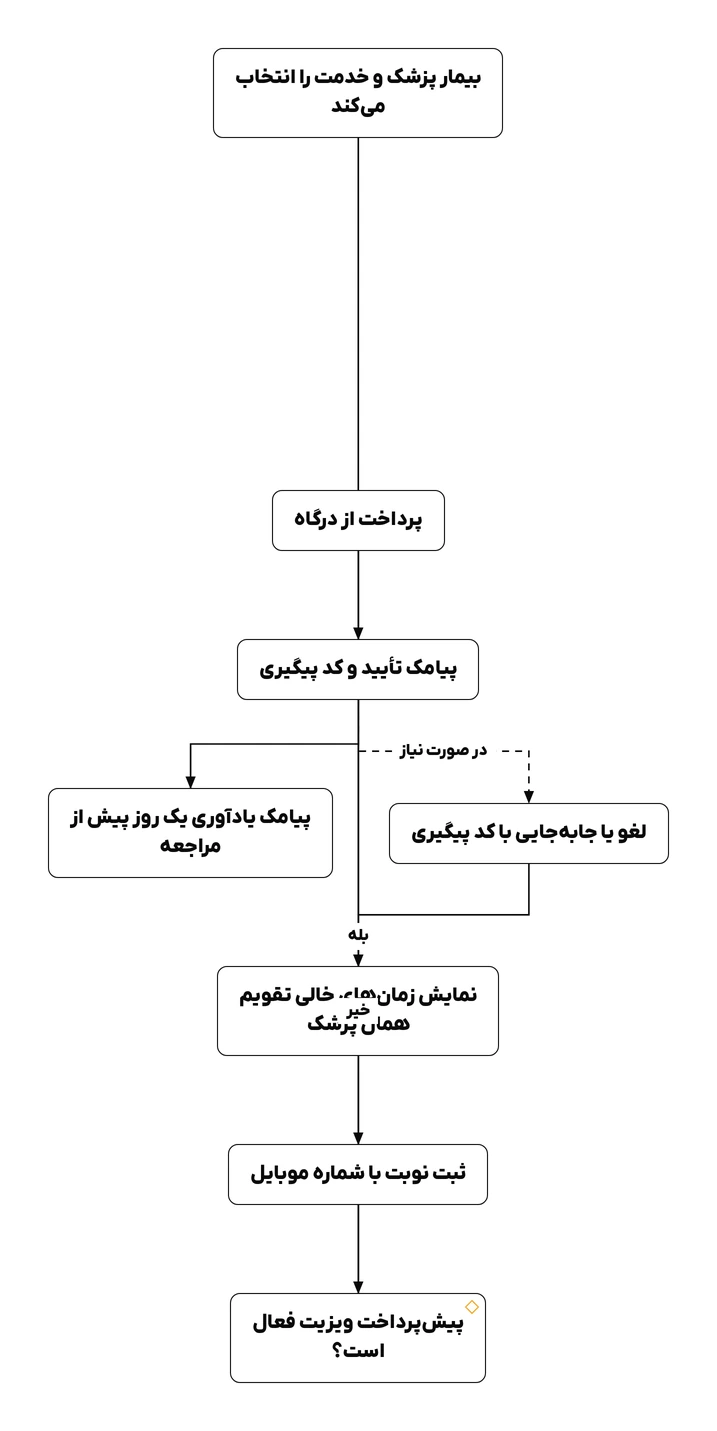 بیمار پزشک و خدمت را انتخاب
می‌کند
پرداخت از درگاه
پیامک تأیید و کد پیگیری
در صورت نیاز
پیامک یادآوری یک روز پیش از
مراجعه
لغو یا جابه‌جایی با کد پیگیری
بله
نمایش زمان‌های خالی تقویم
خیر
همان پزشک
ثبت نوبت با شماره موبایل
پیش‌پرداخت ویزیت فعال
است؟